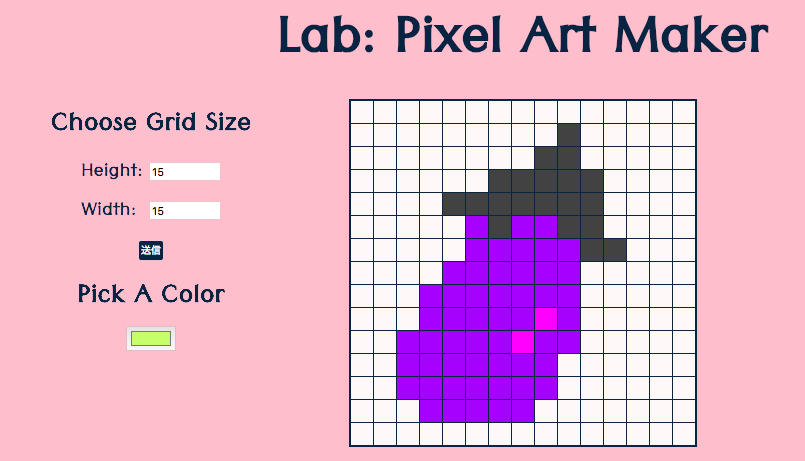 Lab: Pixel Art Maker
Choose Grid Size
Height: 15
Width: 15
送信
Pick A Color